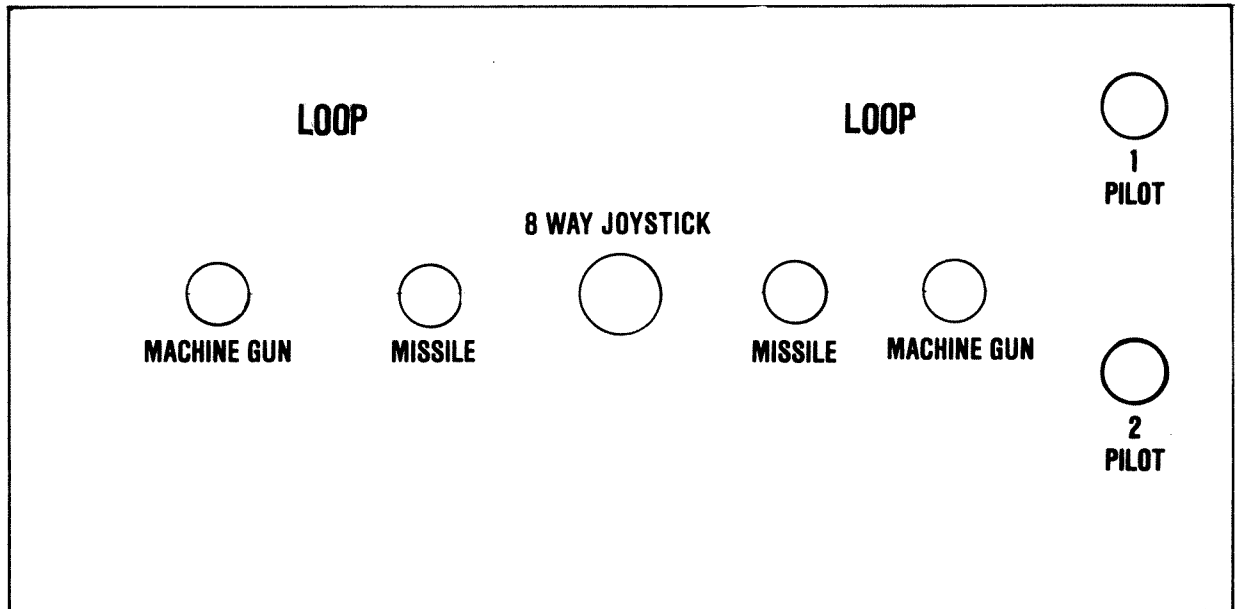 LOOP
LOOP
1
PILOT
8 WAY JOYSTICK
MACHINE GUN
MISSILE
MISSILE
MACHINE GUN
2
PILOT